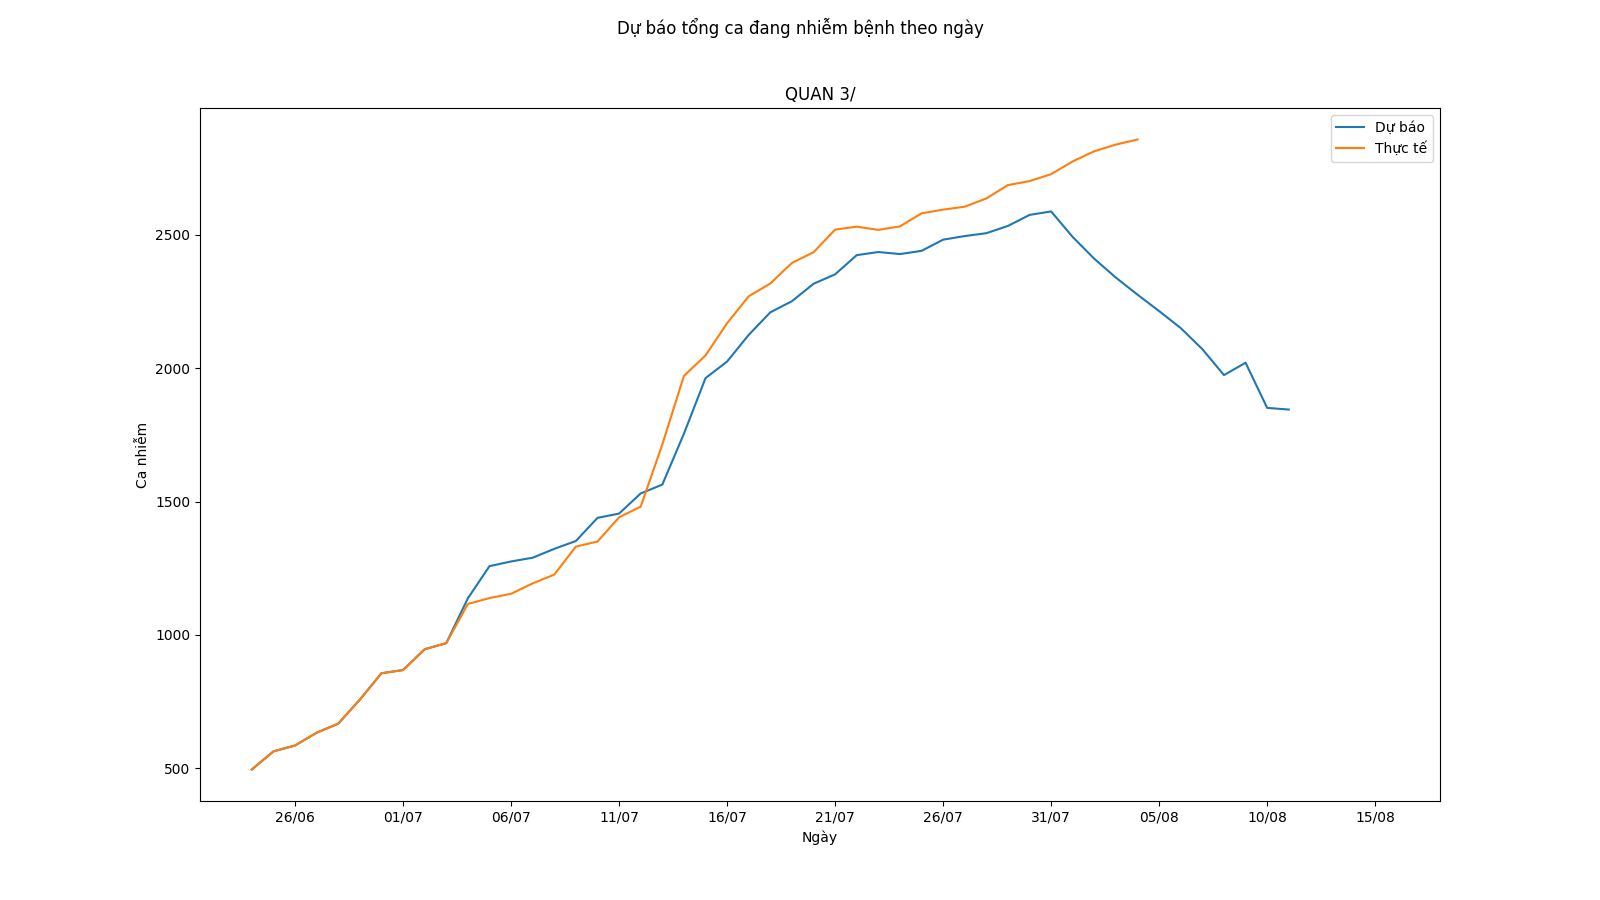 Dự báo tổng ca đang nhiễm bệnh theo ngày
QUAN 3/
Dự báo
Thực tế
2500
2000
1500
1000
500
Ca nhiễm
26/06 01/07 06/07 11/07 16/07 21/07 26/07 31/07 05/08 10/08 15/08
Ngày